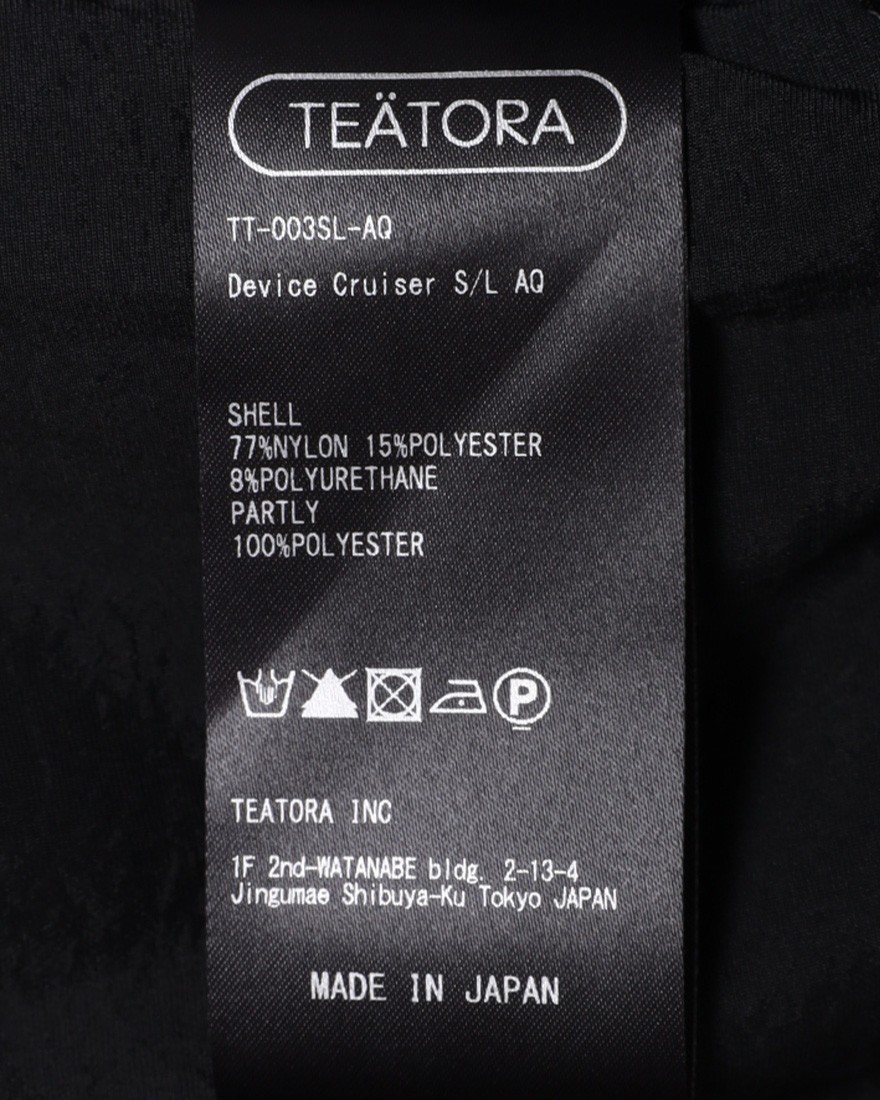 TEÄTORA
TT-003SL-AQ
Device Cruiser S/L AQ
SHELL
77%NYLON 15%POLYESTER
8%POLYURETHANE
PARTLY
100%POLYESTER
P
TEATORA INC
1F 2nd-WATANABE bldg. 2-13-4
Jingumae Shibuya-Ku Tokyo JAPAN
MADE IN JAPAN